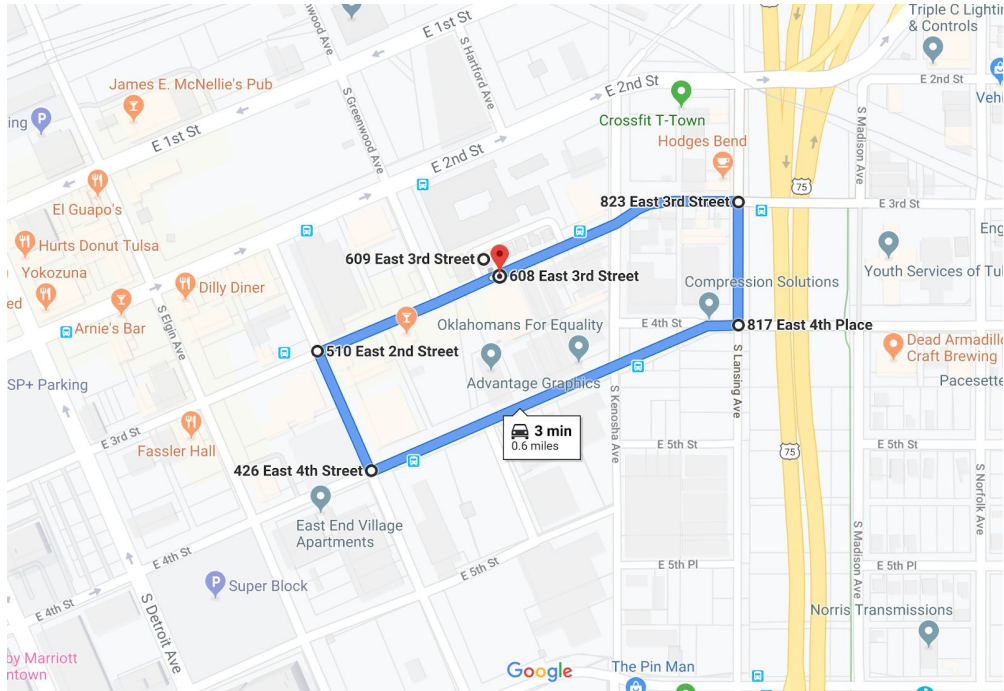 Triple C Lighti
& Controls
E 1st St
S Greenwood Ave
S Hartford Ave
E 2nd St
James E. McNellie's Pub
ing
E 1st St
E 2nd St
Crossfit T-Town
Hodges Bend
S Madison Ave
Vehi
75
E 2nd St
El Guapo's
823 East 3rd Street
E 3rd St
Hurts Donut Tulsa
609 East 3rd Street
608 East 3rd Street
Eng
Youth Services of Tul
Yokozuna
ed
Dilly Diner
Compression Solutions
Arnie's Bar
S Elgin Ave
Oklahomans For Equality
E 4th St
817 East 4th Place
510 East 2nd Street
Dead Armadillo
Craft Brewing
SP+ Parking
Advantage Graphics
S Kenosha Ave
S Lansing Ave
Pacesette
E 3rd St
Fassler Hall
3 min
0.6 miles
E 5th St
E 5th St
75
426 East 4th Street
East End Village
Apartments
S Norfolk Ave
E 4th St
E 5th St
E 5th Pl
E 5th Pl
S Madison Ave
Super Block
E 4th St
S Detroit Ave
Norris Transmissions
by Marriott
ntown
Google
The Pin Man